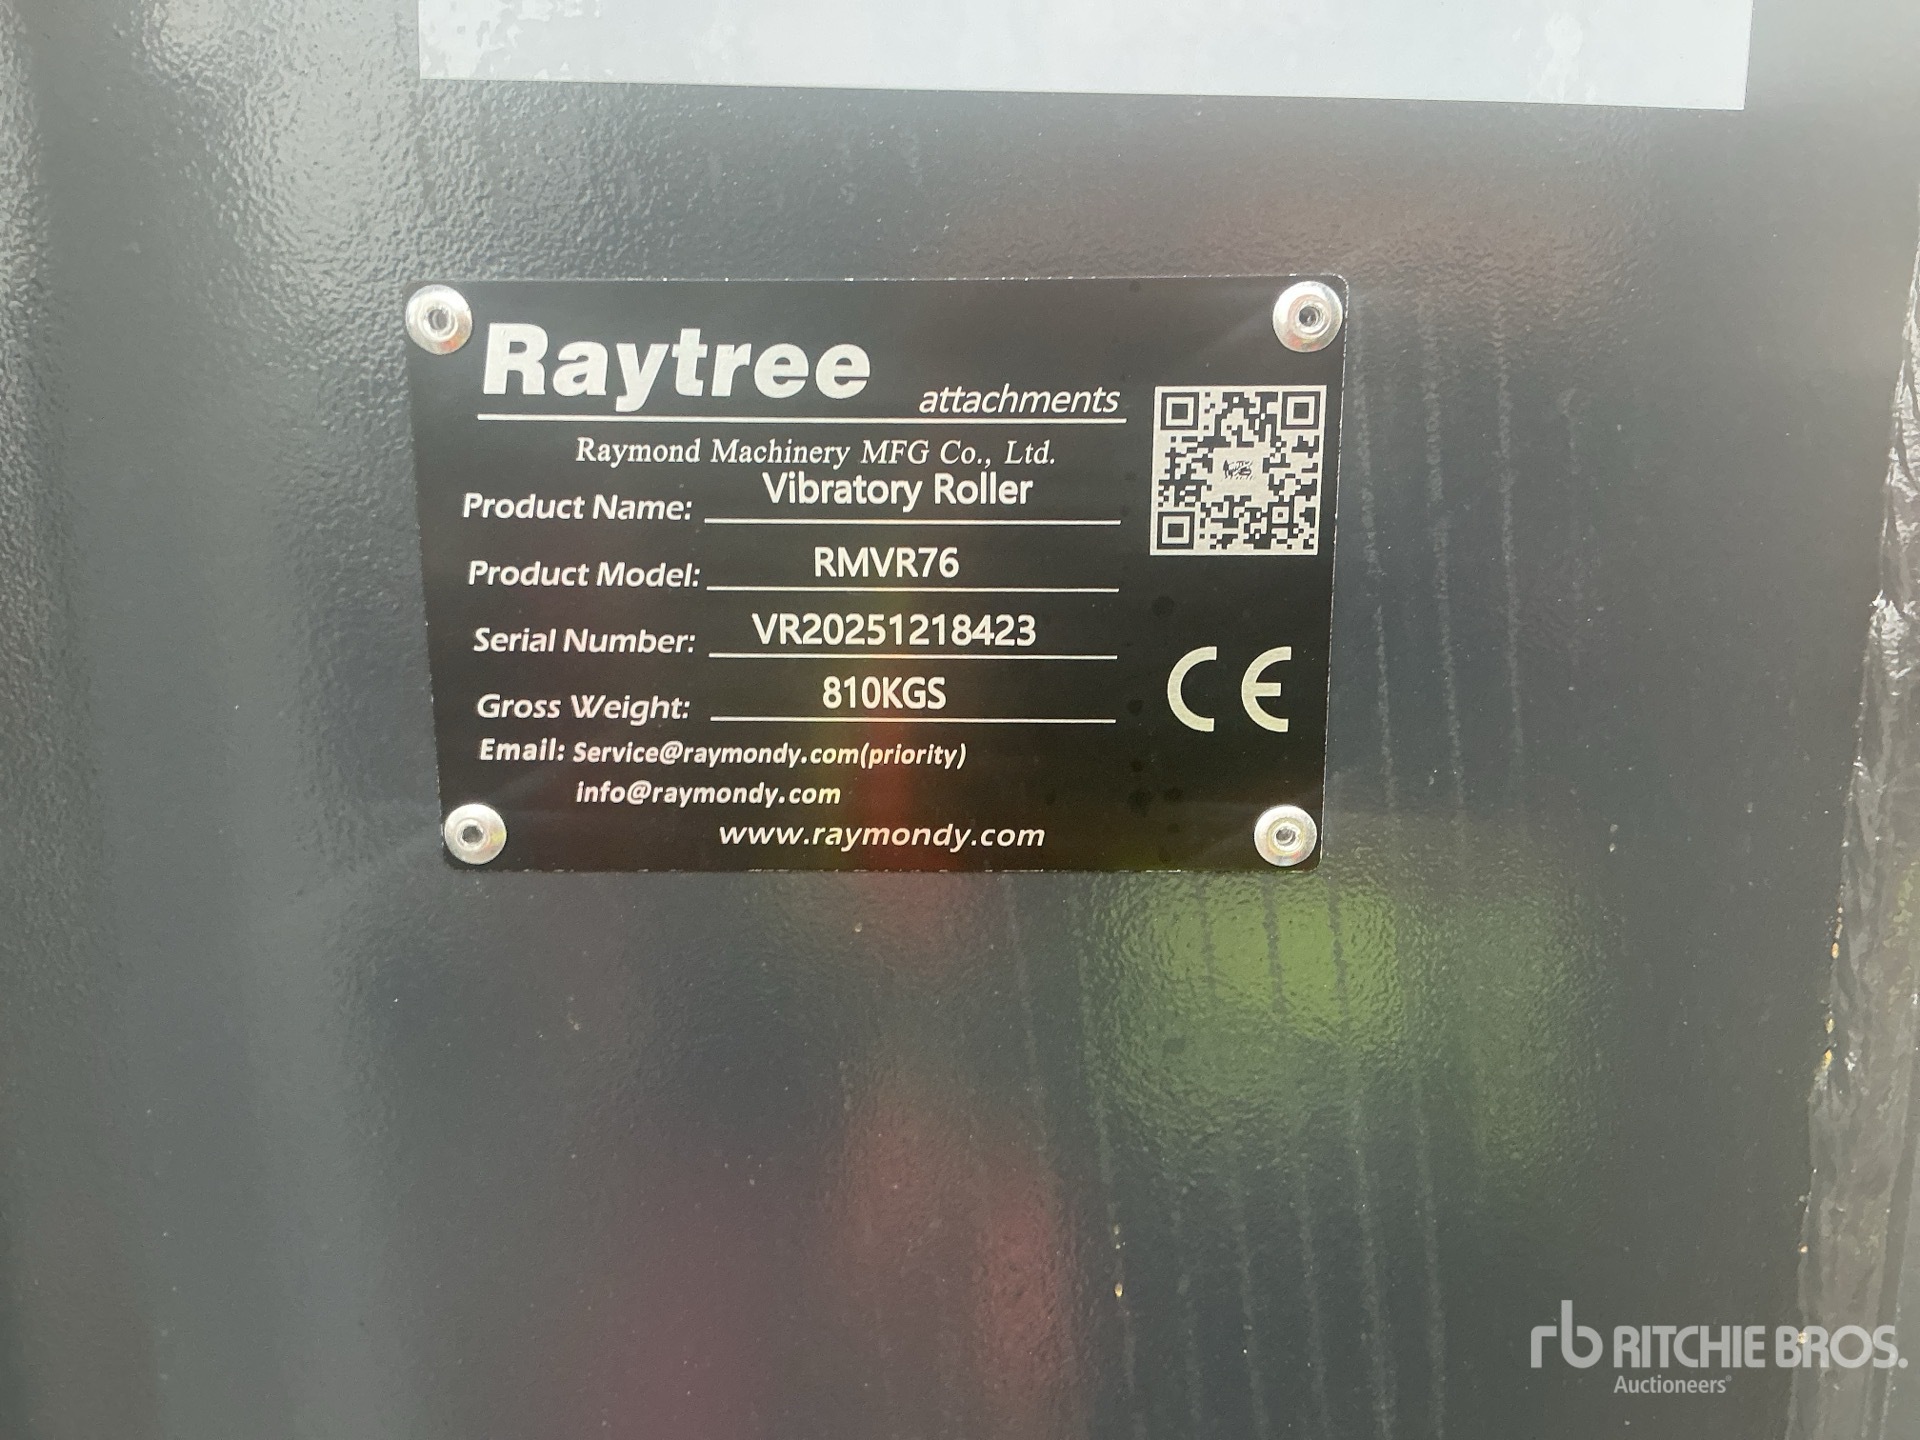 Raytree attachments
Raymond Machinery MFG Co., Ltd.
Product Name: Vibratory Roller
Product Model: RMVR76
Serial Number: VR20251218423
Gross Weight: 810KGS
CE
Email: Service@raymondy.com(priority)
info@raymondy.com
www.raymondy.com
rb RITCHIE BROS.
Auctioneers